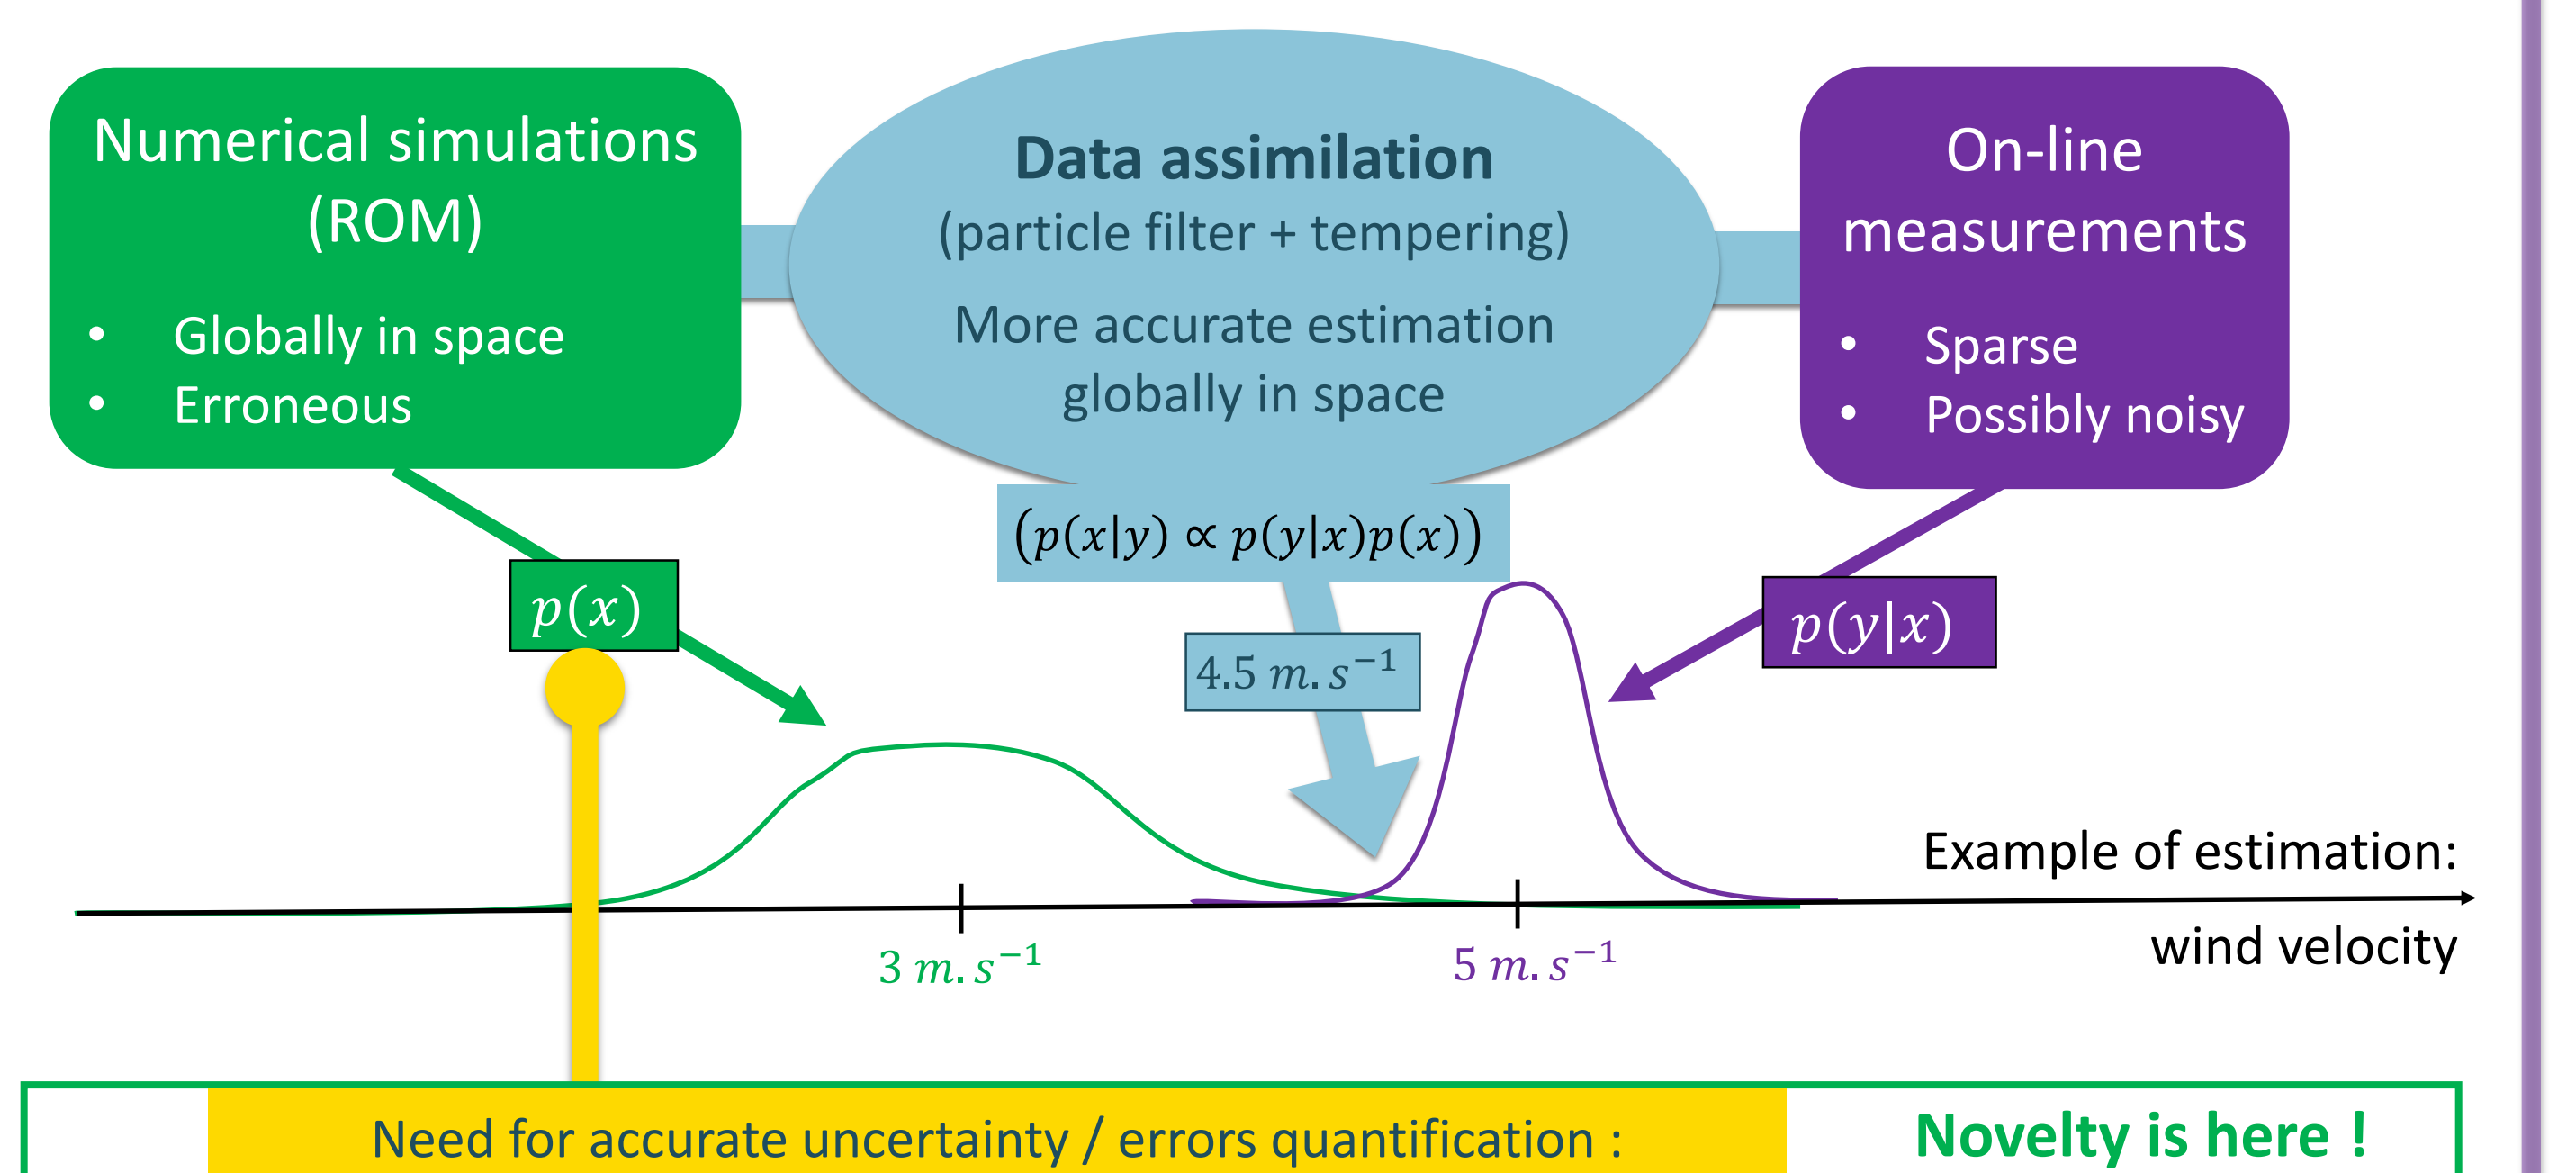 Numerical simulations
(ROM)
• Globally in space
• Erroneous
Data assimilation
(particle filter + tempering)
More accurate estimation
globally in space
On-line
measurements
• Sparse
• Possibly noisy
(p(x|y) ∝ p(y|x)p(x))
p(x)
p(y|x)
4.5 m.s⁻¹
Example of estimation:
wind velocity
3 m.s⁻¹
5 m.s⁻¹
Need for accurate uncertainty / errors quantification :
Novelty is here !